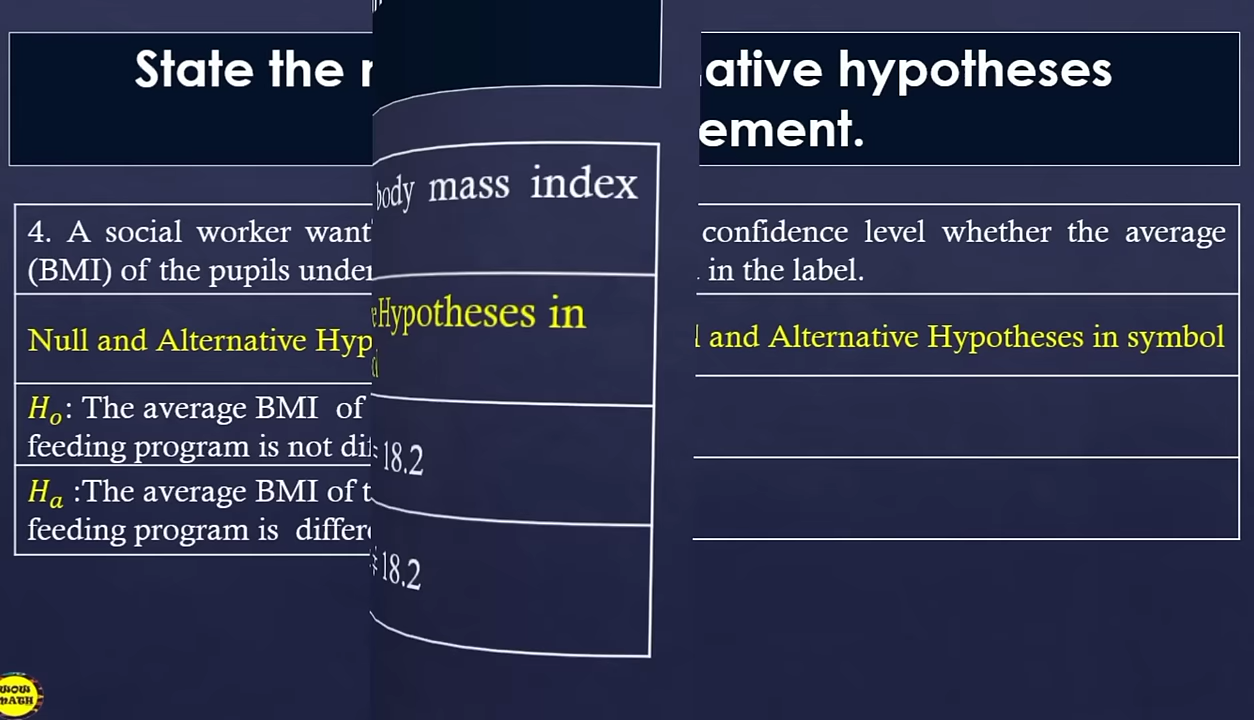 State the
ative hypotheses
ement.
4. A social worker want
(BMI) of the pupils under
Null and Alternative Hyp
Hₒ: The average BMI of
feeding program is not dif
Hₐ :The average BMI of t
feeding program is differ
body mass index
Hypotheses in
18.2
18.2
confidence level whether the average
in the label.
and Alternative Hypotheses in symbol
WOW
MATH